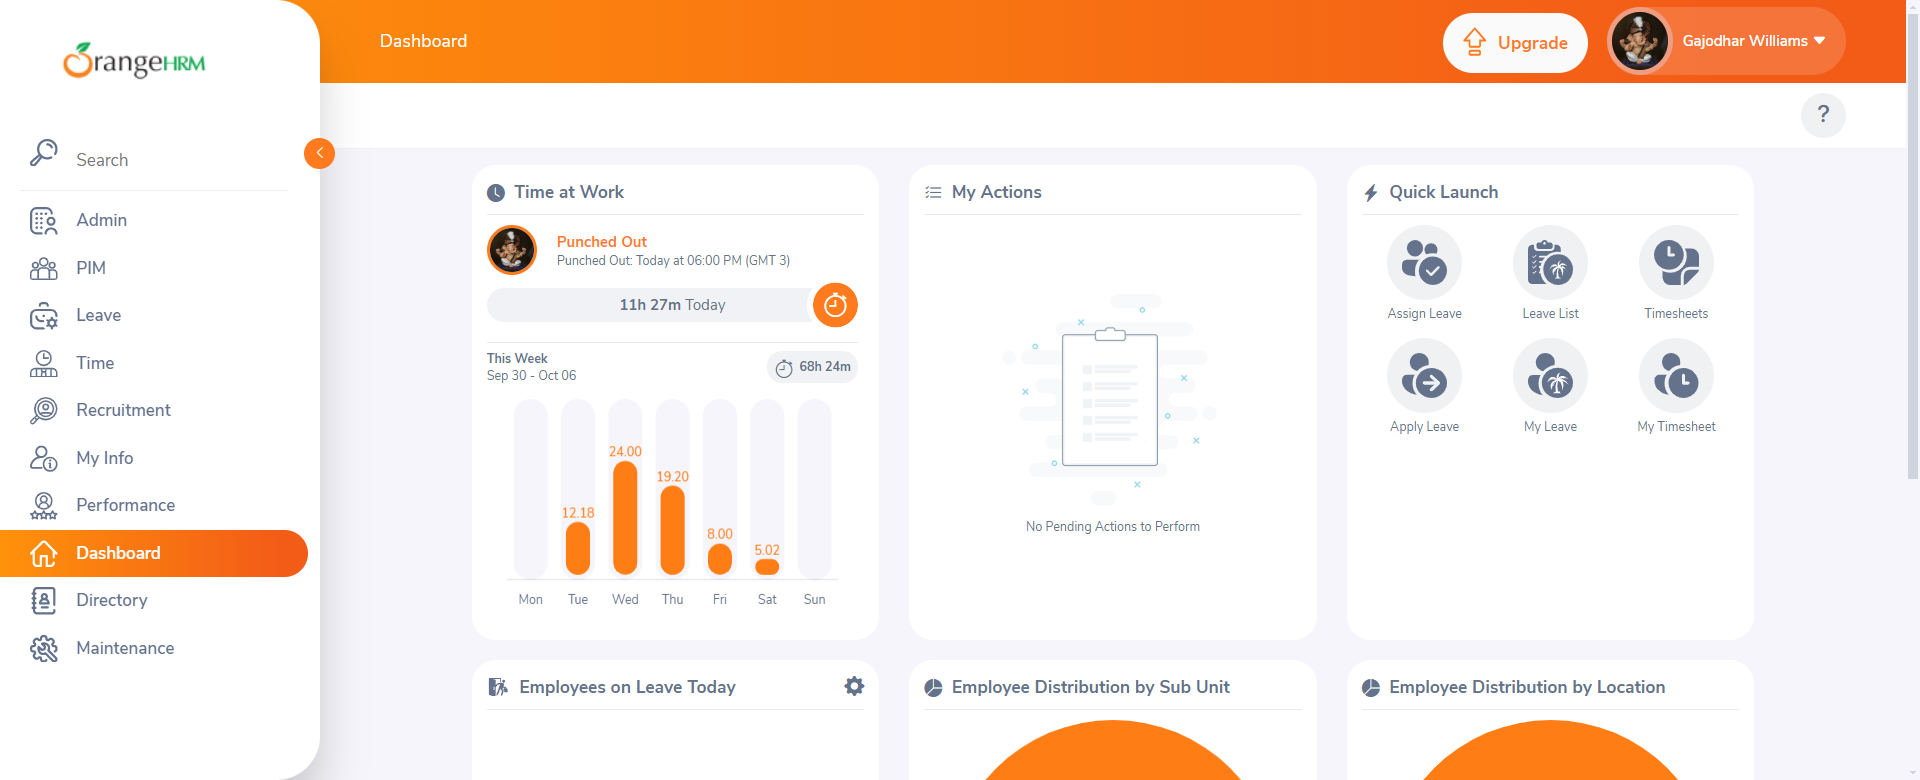 OrangeHRM
Search
Admin
PIM
Leave
Time
Recruitment
My Info
Performance
Dashboard
Directory
Maintenance
Dashboard
Upgrade
Gajodhar Williams
?
Time at Work
Punched Out
Punched Out: Today at 06:00 PM (GMT 3)
11h 27m Today
This Week
Sep 30 - Oct 06
68h 24m
24.00
19.20
12.18
8.00
5.02
Mon Tue Wed Thu Fri Sat Sun
My Actions
No Pending Actions to Perform
Quick Launch
Assign Leave Leave List Timesheets
Apply Leave My Leave My Timesheet
Employees on Leave Today
Employee Distribution by Sub Unit
Employee Distribution by Location